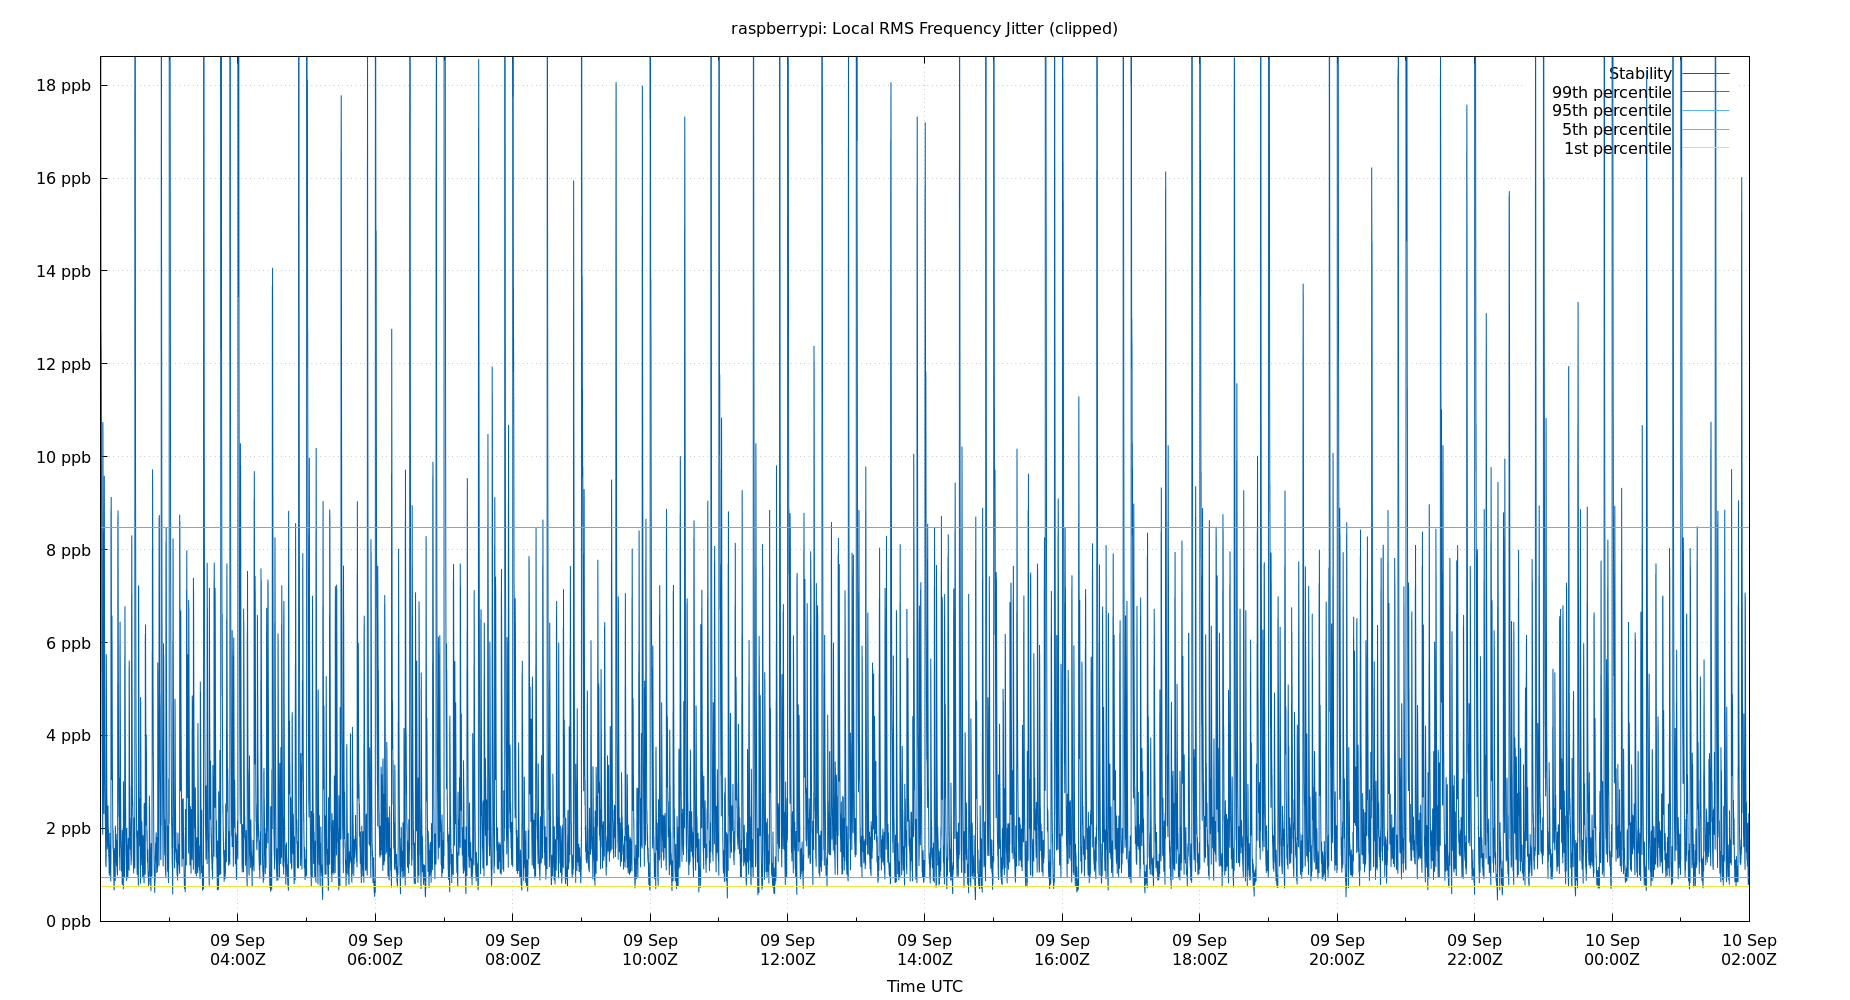 raspberrypi: Local RMS Frequency Jitter (clipped)
Stability
99th percentile
95th percentile
5th percentile
1st percentile
18 ppb
16 ppb
14 ppb
12 ppb
10 ppb
8 ppb
6 ppb
4 ppb
2 ppb
0 ppb
09 Sep 09 Sep 09 Sep 09 Sep 09 Sep 09 Sep 09 Sep 09 Sep 09 Sep 09 Sep 10 Sep 10 Sep
04:00Z 06:00Z 08:00Z 10:00Z 12:00Z 14:00Z 16:00Z 18:00Z 20:00Z 22:00Z 00:00Z 02:00Z
Time UTC